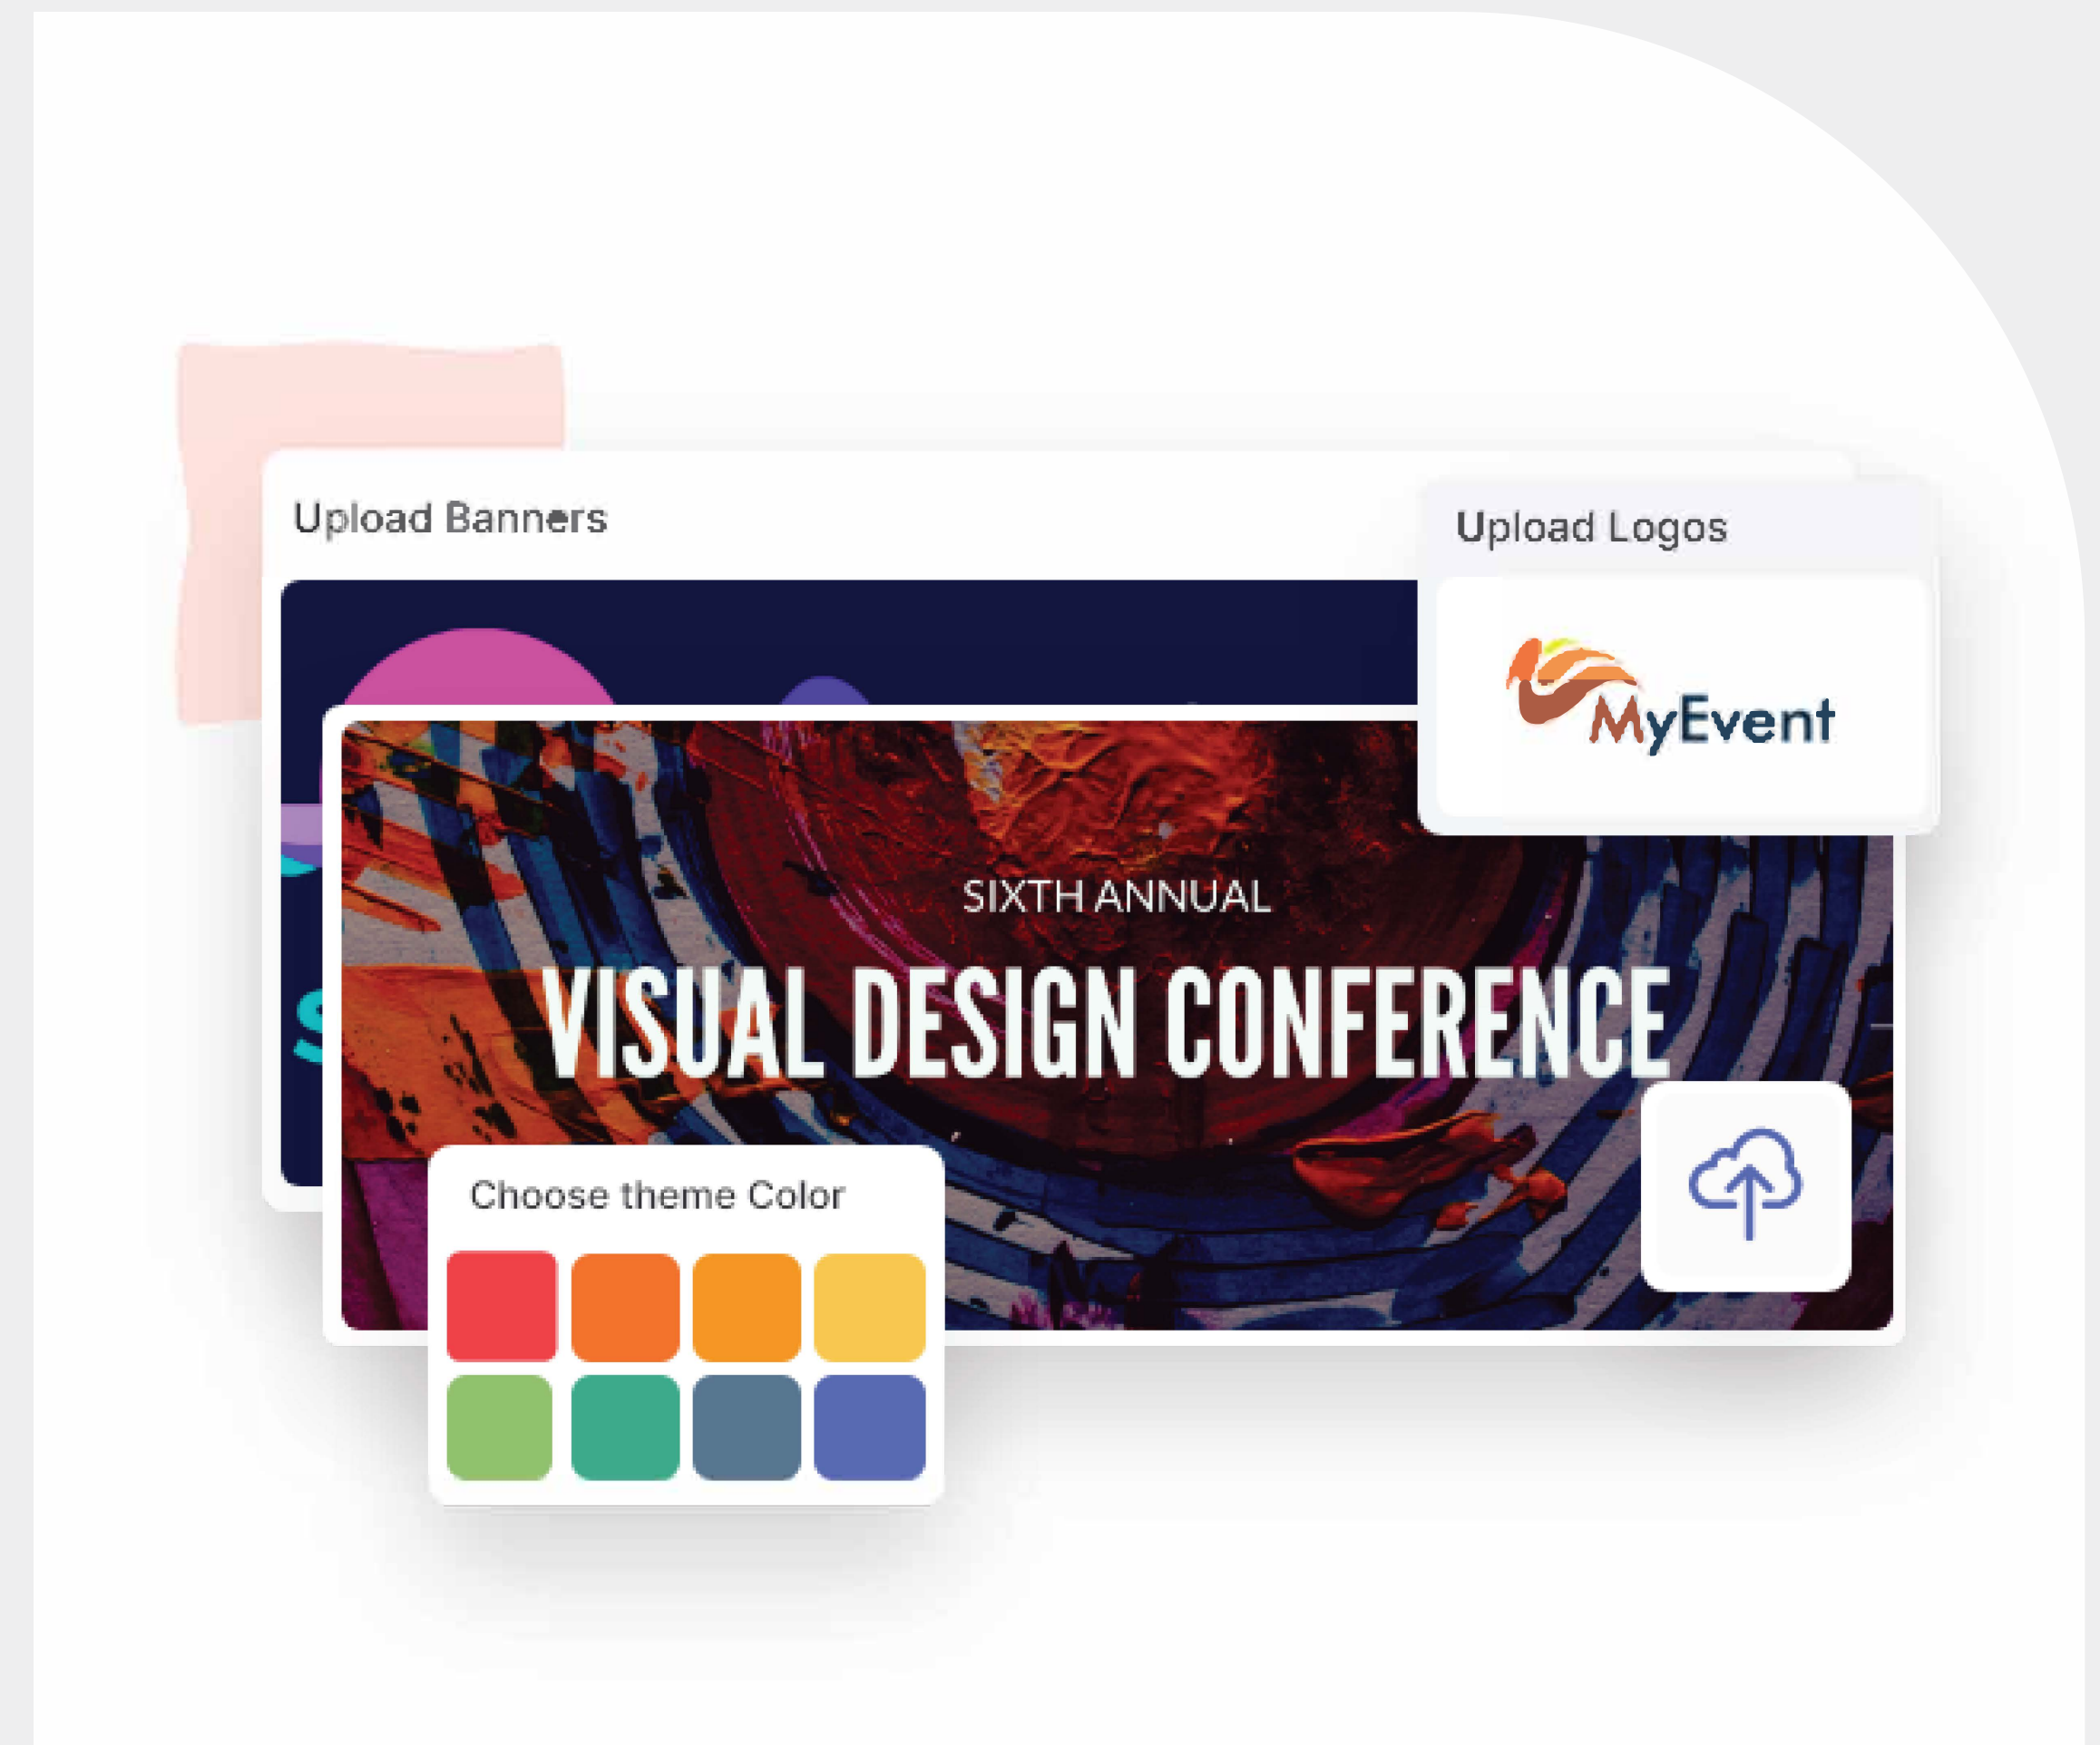 Upload Banners
Upload Logos
MyEvent
SIXTH ANNUAL
VISUAL DESIGN CONFERENCE
Choose theme Color